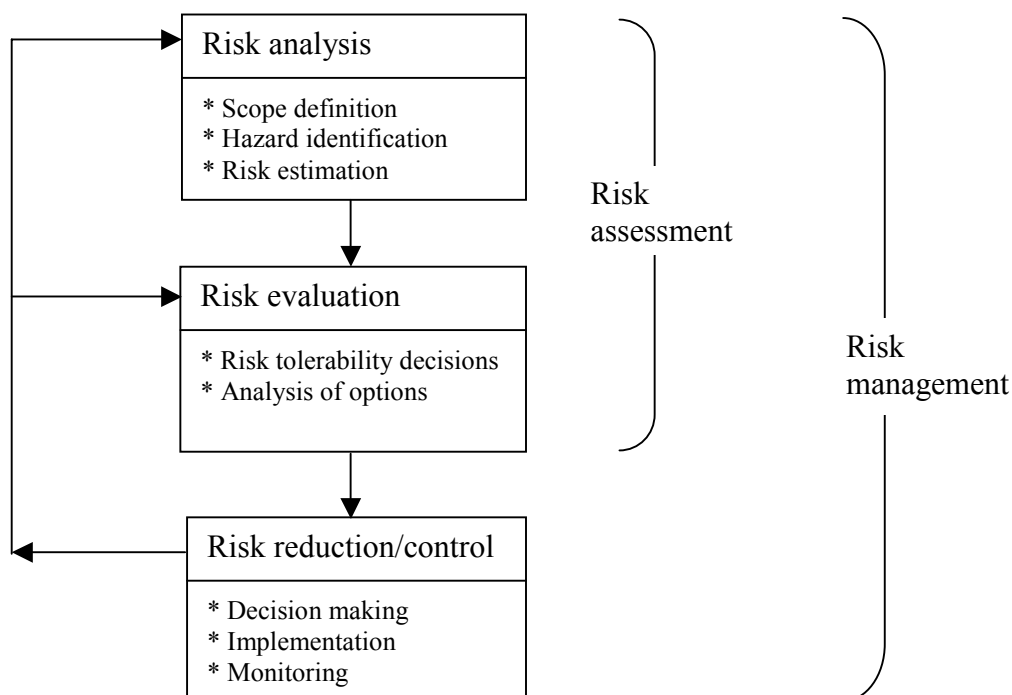 Risk analysis
* Scope definition
* Hazard identification
* Risk estimation
Risk
assessment
Risk evaluation
* Risk tolerability decisions
* Analysis of options
Risk
management
Risk reduction/control
* Decision making
* Implementation
* Monitoring